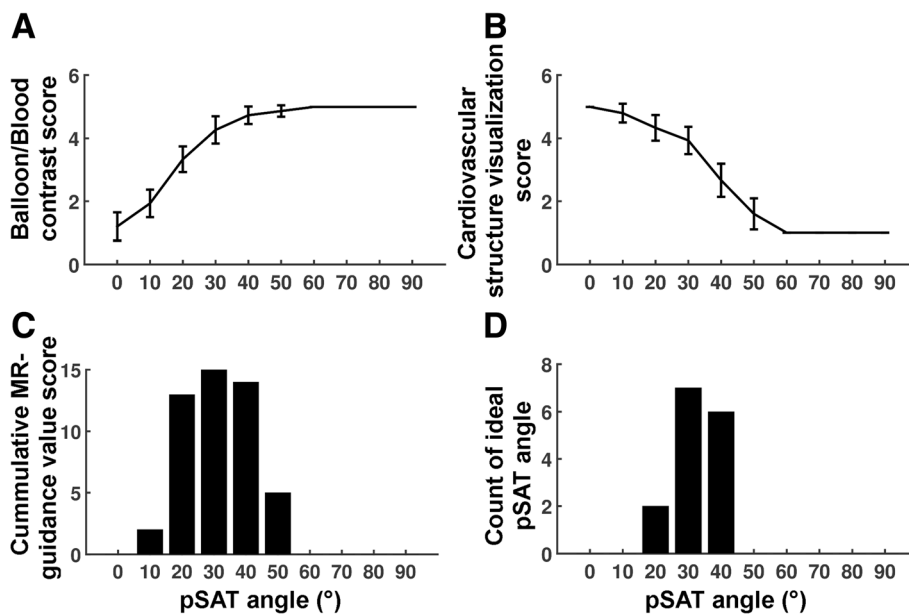 A
Balloon/Blood
contrast score
6
4
2
0
0 10 20 30 40 50 60 70 80 90
B
Cardiovascular
structure visualization
score
6
4
2
0
0 10 20 30 40 50 60 70 80 90
C
Cummulative MR-
guidance value score
15
10
5
0
0 10 20 30 40 50 60 70 80 90
pSAT angle (°)
D
Count of ideal
pSAT angle
8
6
4
2
0
0 10 20 30 40 50 60 70 80 90
pSAT angle (°)